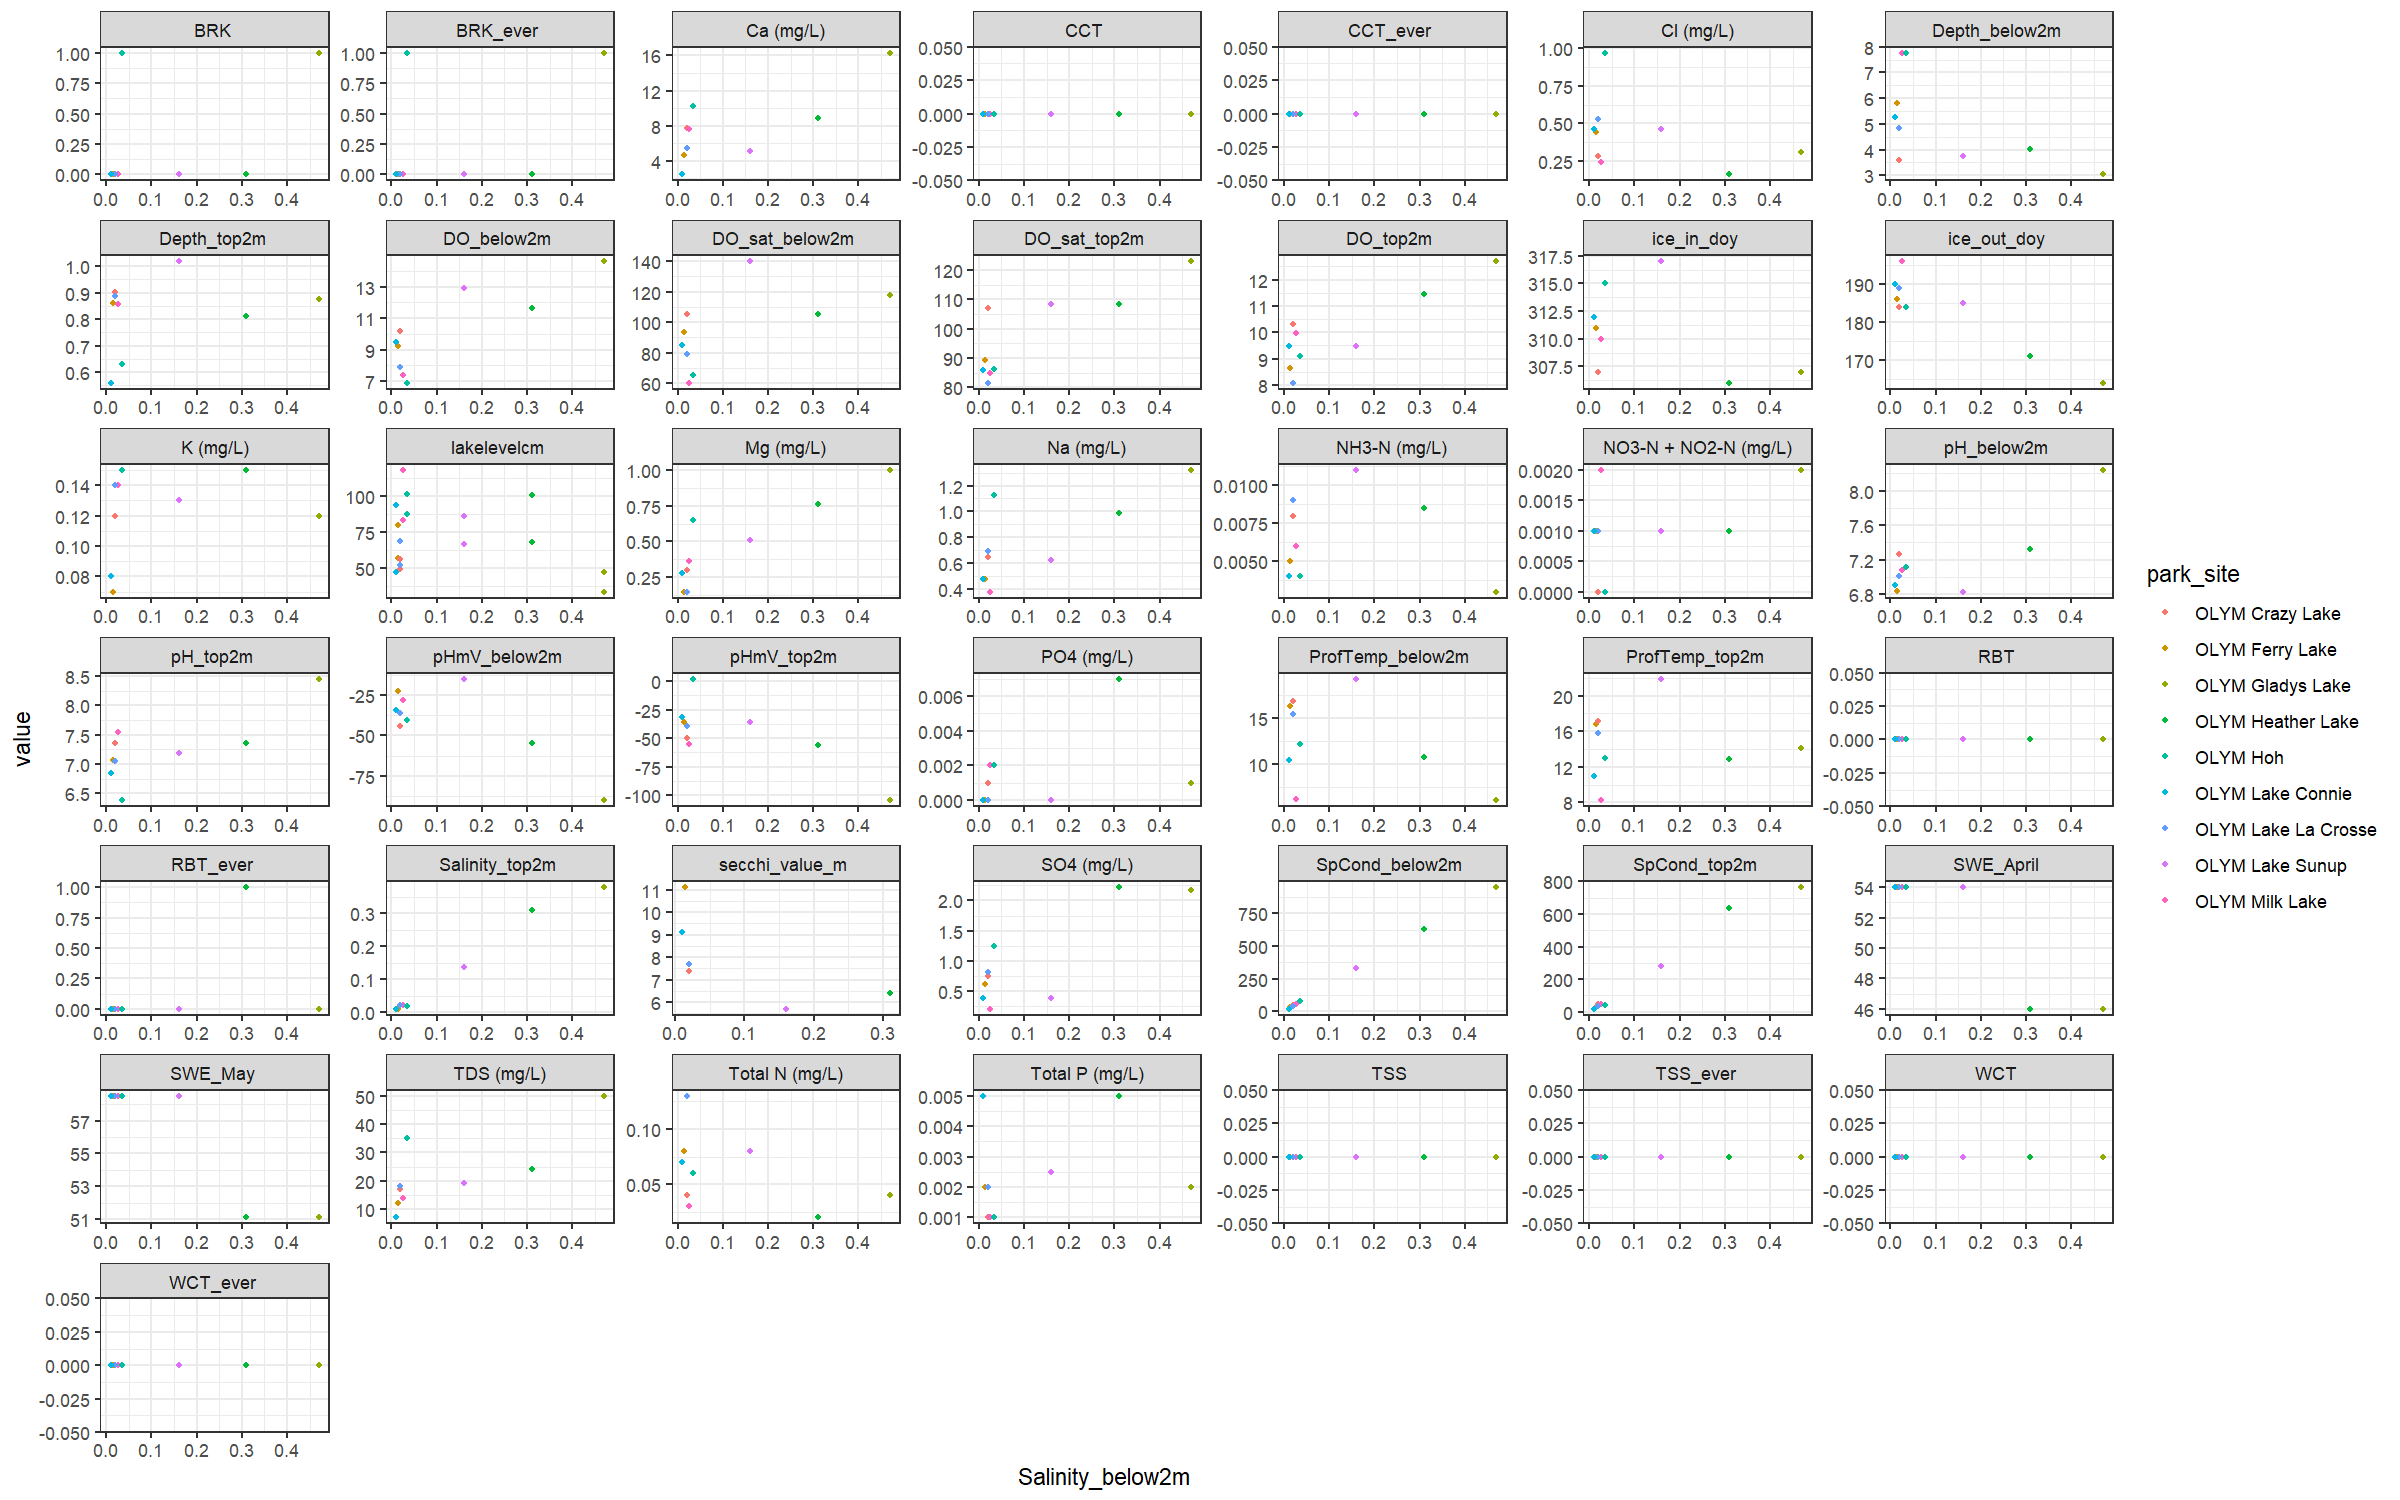 BRK BRK_ever Ca (mg/L) CCT CCT_ever Cl (mg/L) Depth_below2m
1.00 0.75 0.50 0.25 0.00
1.00 0.75 0.50 0.25 0.00
16 12 8 4
0.050 0.025 0.000 -0.025 -0.050
0.050 0.025 0.000 -0.025 -0.050
1.00 0.75 0.50 0.25
8 7 6 5 4 3
0.0 0.1 0.2 0.3 0.4 0.0 0.1 0.2 0.3 0.4 0.0 0.1 0.2 0.3 0.4 0.0 0.1 0.2 0.3 0.4 0.0 0.1 0.2 0.3 0.4 0.0 0.1 0.2 0.3 0.4 0.0 0.1 0.2 0.3 0.4
Depth_top2m DO_below2m DO_sat_below2m DO_sat_top2m DO_top2m ice_in_doy ice_out_doy
1.0 0.9 0.8 0.7 0.6
13 11 9 7
140 120 100 80 60
120 110 100 90 80
12 11 10 9 8
317.5 315.0 312.5 310.0 307.5
190 180 170
0.0 0.1 0.2 0.3 0.4 0.0 0.1 0.2 0.3 0.4 0.0 0.1 0.2 0.3 0.4 0.0 0.1 0.2 0.3 0.4 0.0 0.1 0.2 0.3 0.4 0.0 0.1 0.2 0.3 0.4 0.0 0.1 0.2 0.3 0.4
K (mg/L) lakelevelcm Mg (mg/L) Na (mg/L) NH3-N (mg/L) NO3-N + NO2-N (mg/L) pH_below2m
0.14 0.12 0.10 0.08
100 75 50
1.00 0.75 0.50 0.25
1.2 1.0 0.8 0.6 0.4
0.0100 0.0075 0.0050
0.0020 0.0015 0.0010 0.0005 0.0000
8.0 7.6 7.2 6.8
0.0 0.1 0.2 0.3 0.4 0.0 0.1 0.2 0.3 0.4 0.0 0.1 0.2 0.3 0.4 0.0 0.1 0.2 0.3 0.4 0.0 0.1 0.2 0.3 0.4 0.0 0.1 0.2 0.3 0.4 0.0 0.1 0.2 0.3 0.4
pH_top2m pHmV_below2m pHmV_top2m PO4 (mg/L) ProfTemp_below2m ProfTemp_top2m RBT
8.5 8.0 7.5 7.0 6.5
-25 -50 -75
0 -25 -50 -75 -100
0.006 0.004 0.002 0.000
15 10
20 16 12 8
0.050 0.025 0.000 -0.025 -0.050
0.0 0.1 0.2 0.3 0.4 0.0 0.1 0.2 0.3 0.4 0.0 0.1 0.2 0.3 0.4 0.0 0.1 0.2 0.3 0.4 0.0 0.1 0.2 0.3 0.4 0.0 0.1 0.2 0.3 0.4 0.0 0.1 0.2 0.3 0.4
RBT_ever Salinity_top2m secchi_value_m SO4 (mg/L) SpCond_below2m SpCond_top2m SWE_April
1.00 0.75 0.50 0.25 0.00
0.3 0.2 0.1 0.0
11 10 9 8 7 6
2.0 1.5 1.0 0.5
750 500 250 0
800 600 400 200 0
54 52 50 48 46
0.0 0.1 0.2 0.3 0.4 0.0 0.1 0.2 0.3 0.4 0.0 0.1 0.2 0.3 0.0 0.1 0.2 0.3 0.4 0.0 0.1 0.2 0.3 0.4 0.0 0.1 0.2 0.3 0.4 0.0 0.1 0.2 0.3 0.4
SWE_May TDS (mg/L) Total N (mg/L) Total P (mg/L) TSS TSS_ever WCT
57 55 53 51
50 40 30 20 10
0.10 0.05
0.005 0.004 0.003 0.002 0.001
0.050 0.025 0.000 -0.025 -0.050
0.050 0.025 0.000 -0.025 -0.050
0.050 0.025 0.000 -0.025 -0.050
0.0 0.1 0.2 0.3 0.4 0.0 0.1 0.2 0.3 0.4 0.0 0.1 0.2 0.3 0.4 0.0 0.1 0.2 0.3 0.4 0.0 0.1 0.2 0.3 0.4 0.0 0.1 0.2 0.3 0.4 0.0 0.1 0.2 0.3 0.4
WCT_ever
0.050 0.025 0.000 -0.025 -0.050
0.0 0.1 0.2 0.3 0.4
value
Salinity_below2m
park_site
OLYM Crazy Lake
OLYM Ferry Lake
OLYM Gladys Lake
OLYM Heather Lake
OLYM Hoh
OLYM Lake Connie
OLYM Lake La Crosse
OLYM Lake Sunup
OLYM Milk Lake